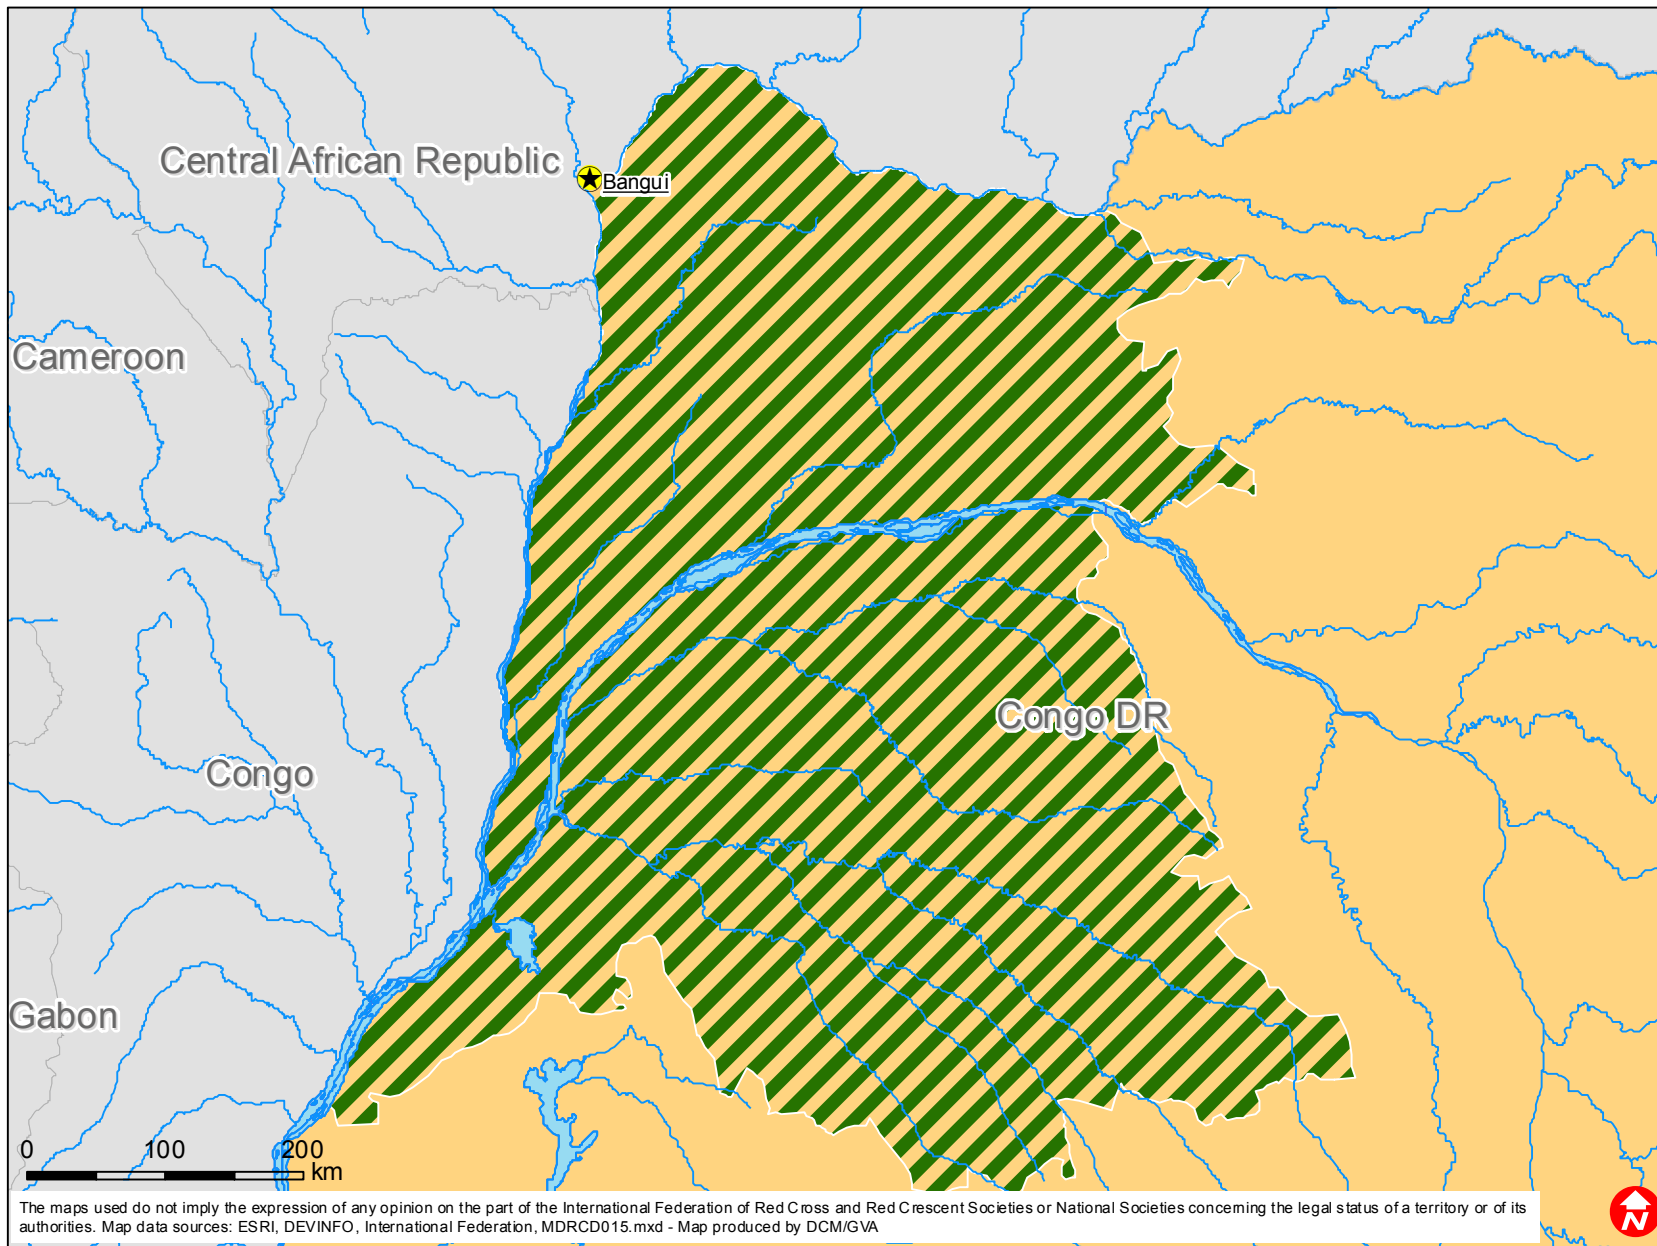 Central African Republic
Bangui
Cameroon
Congo DR
Congo
Gabon
0 100 200
km
The maps used do not imply the expression of any opinion on the part of the International Federation of Red Cross and Red Crescent Societies or National Societies concerning the legal status of a territory or of its
authorities. Map data sources: ESRI, DEVINFO, International Federation, MDRCD015.mxd - Map produced by DCM/GVA
N